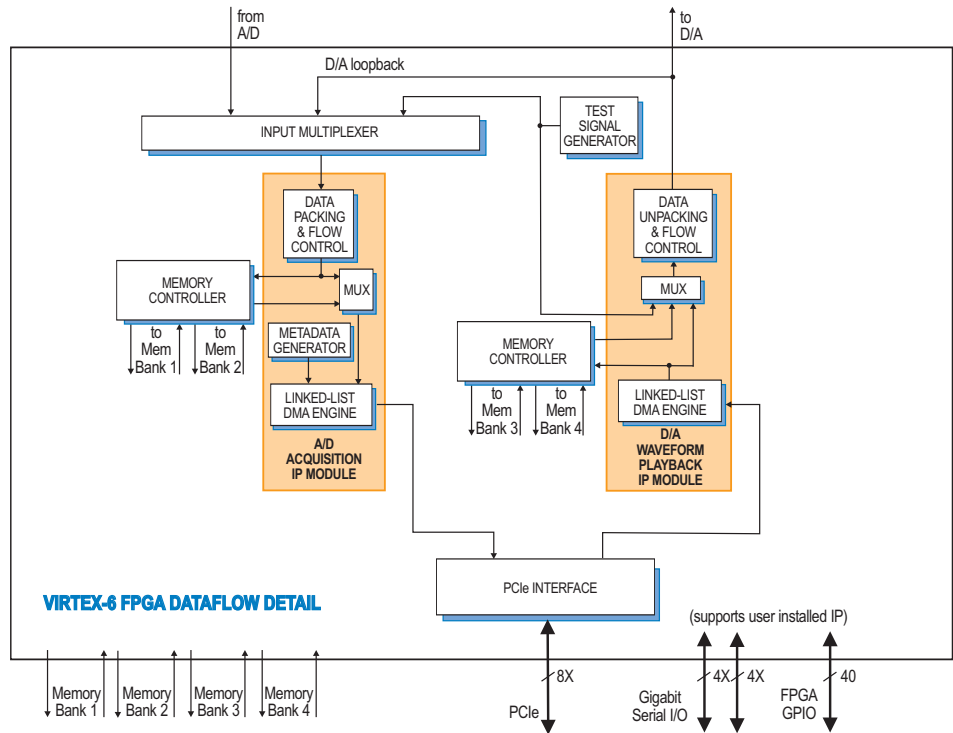 from
A/D
to
D/A
D/A loopback
INPUT MULTIPLEXER
TEST
SIGNAL
GENERATOR
DATA
PACKING
& FLOW
CONTROL
DATA
UNPACKING
& FLOW
CONTROL
MEMORY
CONTROLLER
MUX
to
Mem
Bank 1
to
Mem
Bank 2
METADATA
GENERATOR
LINKED-LIST
DMA ENGINE
A/D
ACQUISITION
IP MODULE
MUX
MEMORY
CONTROLLER
to
Mem
Bank 3
to
Mem
Bank 4
LINKED-LIST
DMA ENGINE
D/A
WAVEFORM
PLAYBACK
IP MODULE
PCIe INTERFACE
VIRTEX-6 FPGA DATAFLOW DETAIL
(supports user installed IP)
Memory
Bank 1
Memory
Bank 2
Memory
Bank 3
Memory
Bank 4
8X
PCIe
4X
4X
Gigabit
Serial I/O
40
FPGA
GPIO